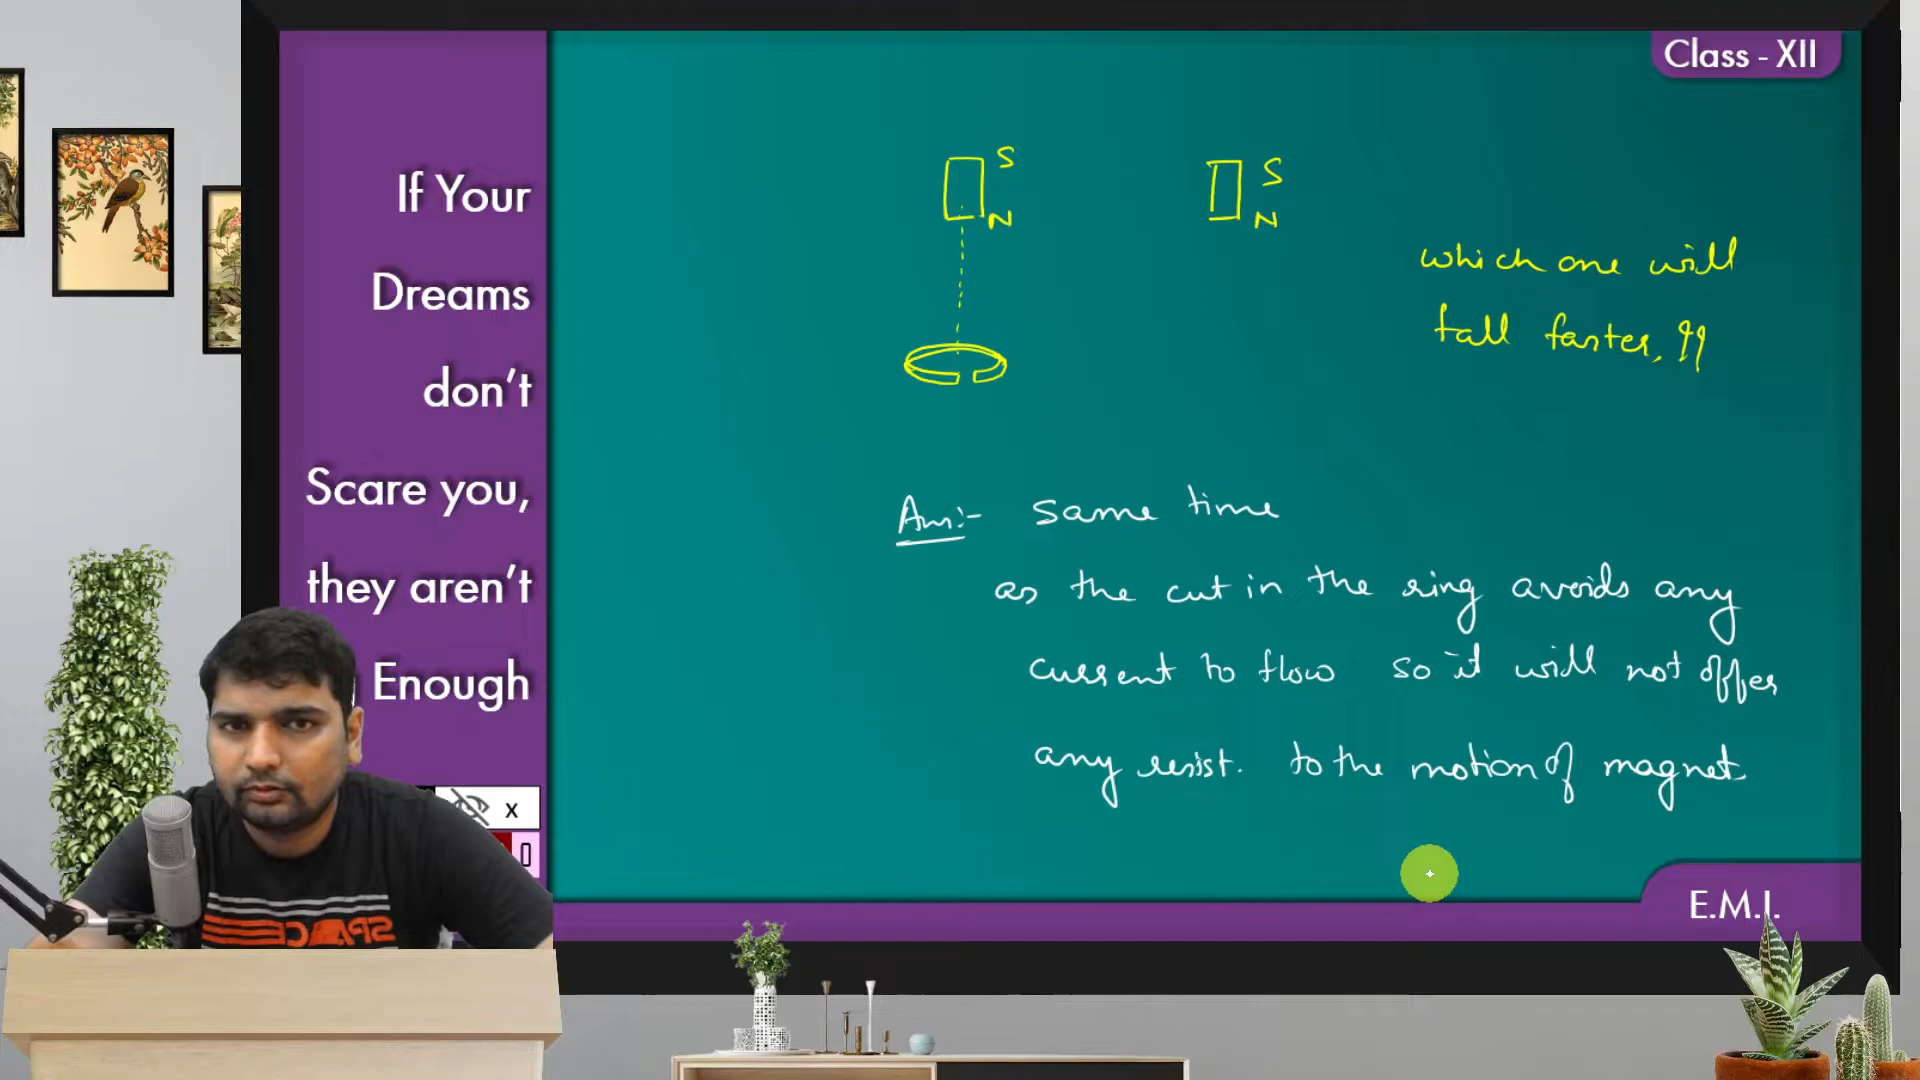 Class - XII
If Your
Dreams
don't
Scare you,
they aren't
Enough
S
N
S
N
which one will
fall faster, ??
Ans:- same time
as the cut in the ring avoids any
current to flow so it will not offer
any resist. to the motion of magnet.
x
0
SPACE
E.M.I.